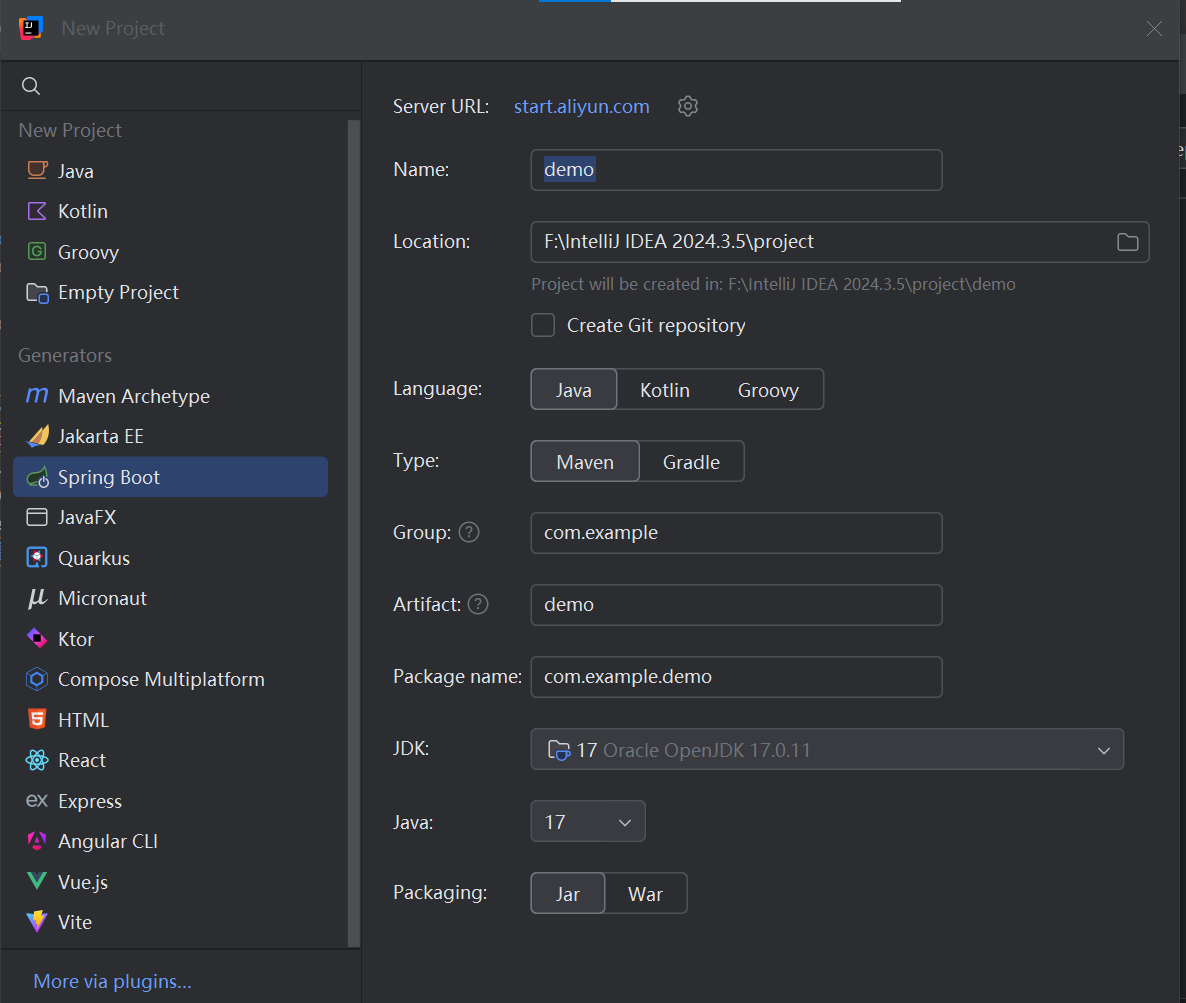 New Project
New Project
Java
Kotlin
Groovy
Empty Project
Generators
Maven Archetype
Jakarta EE
Spring Boot
JavaFX
Quarkus
Micronaut
Ktor
Compose Multiplatform
HTML
React
Express
Angular CLI
Vue.js
Vite
More via plugins...
Server URL: start.aliyun.com
Name: demo
Location: F:\IntelliJ IDEA 2024.3.5\project
Project will be created in: F:\IntelliJ IDEA 2024.3.5\project\demo
Create Git repository
Language: Java Kotlin Groovy
Type: Maven Gradle
Group: ? com.example
Artifact: ? demo
Package name: com.example.demo
JDK: 17 Oracle OpenJDK 17.0.11
Java: 17
Packaging: Jar War